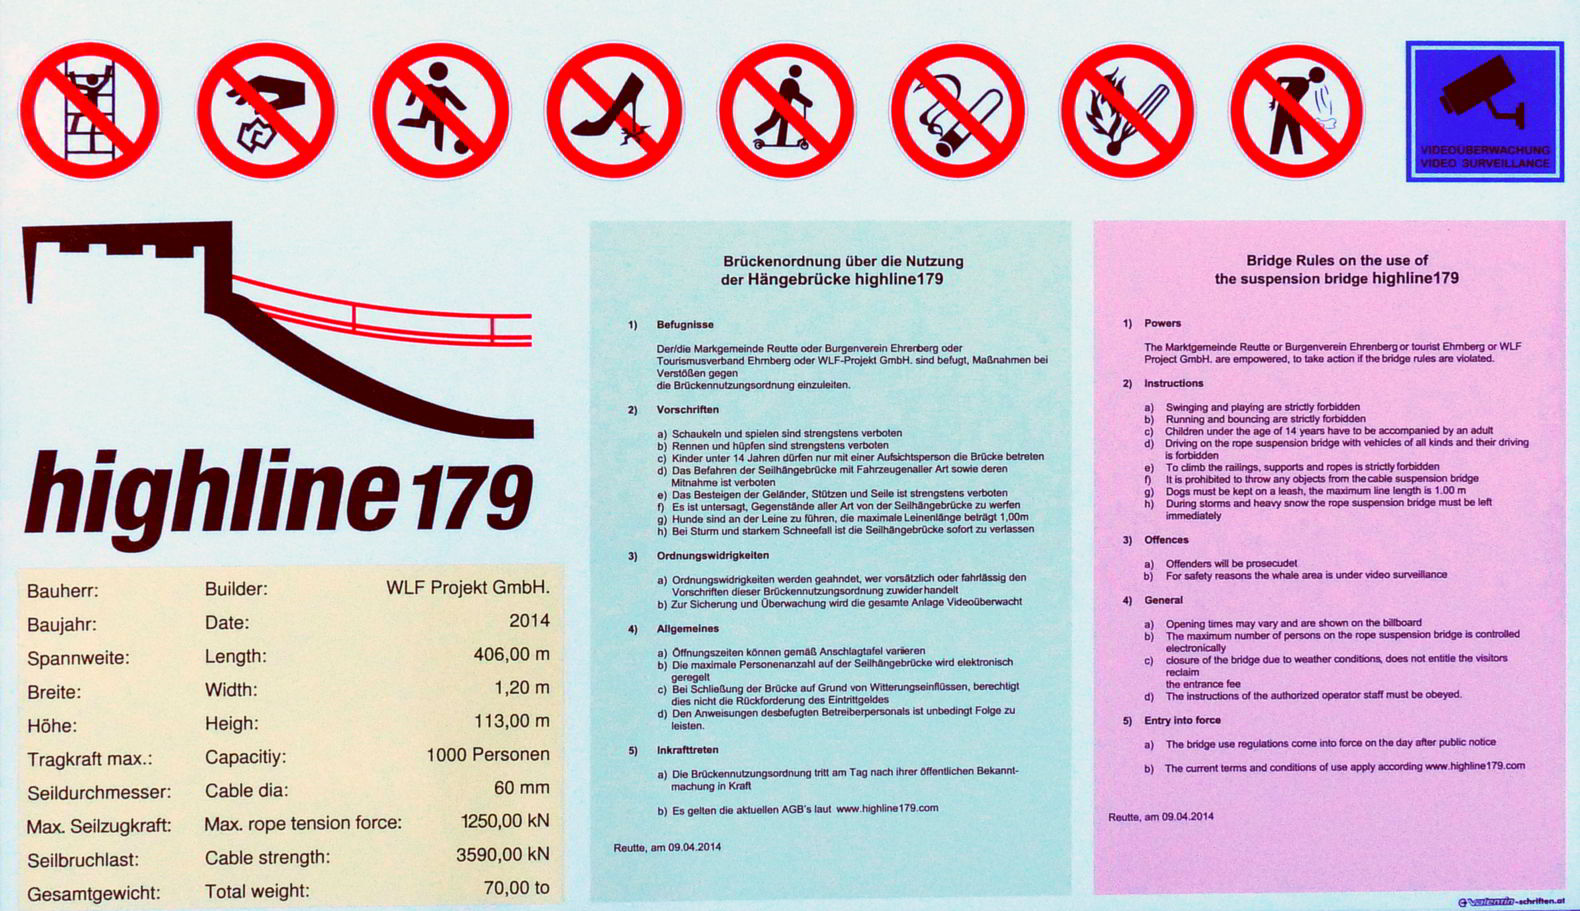 VIDEOÜBERWACHUNG
VIDEO SURVEILLANCE
highline 179
Bauherr: Builder: WLF Projekt GmbH.
Baujahr: Date: 2014
Spannweite: Length: 406,00 m
Breite: Width: 1,20 m
Höhe: Heigh: 113,00 m
Tragkraft max.: Capacitiy: 1000 Personen
Seildurchmesser: Cable dia: 60 mm
Max. Seilzugkraft: Max. rope tension force: 1250,00 kN
Seilbruchlast: Cable strength: 3590,00 kN
Gesamtgewicht: Total weight: 70,00 to
Brückenordnung über die Nutzung
der Hängebrücke highline179
1) Befugnisse
Der/die Markgemeinde Reutte oder Burgenverein Ehrenberg oder
Tourismusverband Ehrnberg oder WLF-Projekt GmbH. sind befugt, Maßnahmen bei
Verstößen gegen
die Brückennutzungsordnung einzuleiten.
2) Vorschriften
a) Schaukeln und spielen sind strengstens verboten
b) Rennen und hüpfen sind strengstens verboten
c) Kinder unter 14 Jahren dürfen nur mit einer Aufsichtsperson die Brücke betreten
d) Das Befahren der Seilhängebrücke mit Fahrzeugenaller Art sowie deren
Mitnahme ist verboten
e) Das Besteigen der Geländer, Stützen und Seile ist strengstens verboten
f) Es ist untersagt, Gegenstände aller Art von der Seilhängebrücke zu werfen
g) Hunde sind an der Leine zu führen, die maximale Leinenlänge beträgt 1,00m
h) Bei Sturm und starkem Schneefall ist die Seilhängebrücke sofort zu verlassen
3) Ordnungswidrigkeiten
a) Ordnungswidrigkeiten werden geahndet, wer vorsätzlich oder fahrlässig den
Vorschriften dieser Brückennutzungsordnung zuwiderhandelt
b) Zur Sicherung und Überwachung wird die gesamte Anlage Videoüberwacht
4) Allgemeines
a) Öffnungszeiten können gemäß Anschlagtafel variieren
b) Die maximale Personenanzahl auf der Seilhängebrücke wird elektronisch
geregelt
c) Bei Schließung der Brücke auf Grund von Witterungseinflüssen, berechtigt
dies nicht die Rückforderung des Eintrittgeldes
d) Den Anweisungen desbefugten Betreiberpersonals ist unbedingt Folge zu
leisten.
5) Inkrafttreten
a) Die Brückennutzungsordnung tritt am Tag nach ihrer öffentlichen Bekannt-
machung in Kraft
b) Es gelten die aktuellen AGB's laut www.highline179.com
Reutte, am 09.04.2014
Bridge Rules on the use of
the suspension bridge highline179
1) Powers
The Marktgemeinde Reutte or Burgenverein Ehrenberg or tourist Ehrnberg or WLF
Project GmbH. are empowered, to take action if the bridge rules are violated.
2) Instructions
a) Swinging and playing are strictly forbidden
b) Running and bouncing are strictly forbidden
c) Children under the age of 14 years have to be accompanied by an adult
d) Driving on the rope suspension bridge with vehicles of all kinds and their driving
is forbidden
e) To climb the railings, supports and ropes is strictly forbidden
f) It is prohibited to throw any objects from the cable suspension bridge
g) Dogs must be kept on a leash, the maximum line length is 1.00 m
h) During storms and heavy snow the rope suspension bridge must be left
immediately
3) Offences
a) Offenders will be prosecudet
b) For safety reasons the whale area is under video surveillance
4) General
a) Opening times may vary and are shown on the billboard
b) The maximum number of persons on the rope suspension bridge is controlled
electronically
c) closure of the bridge due to weather conditions, does not entitle the visitors
reclaim
the entrance fee
d) The instructions of the authorized operator staff must be obeyed.
5) Entry into force
a) The bridge use regulations come into force on the day after public notice
b) The current terms and conditions of use apply according www.highline179.com
Reutte, am 09.04.2014
valentin-schriften.at